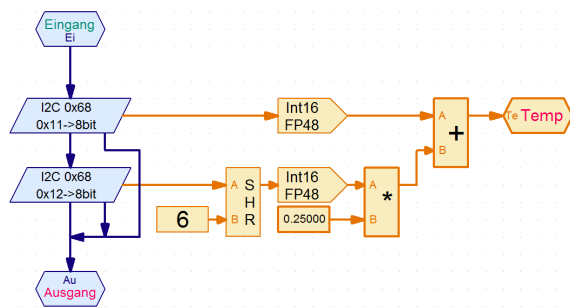 Eingang
Ei
I2C 0x68
0x11->8bit
Int16
FP48
A
B
+
Te Temp
I2C 0x68
0x12->8bit
A
B
S
H
R
6
Int16
FP48
0.25000
A
B
*
Au
Ausgang